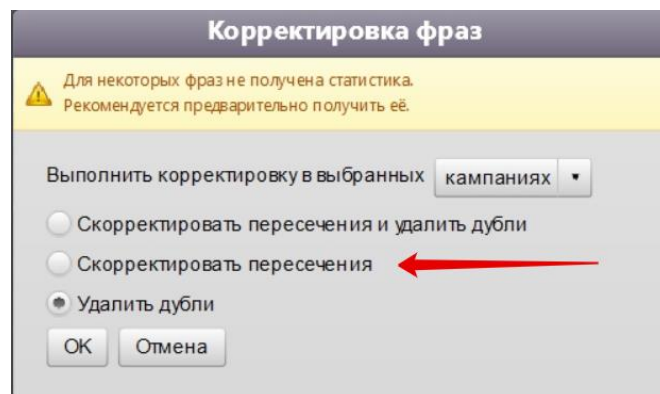 Корректировка фраз
Для некоторых фраз не получена статистика.
Рекомендуется предварительно получить её.
Выполнить корректировку в выбранных кампаниях
Скорректировать пересечения и удалить дубли
Скорректировать пересечения
Удалить дубли
OK Отмена